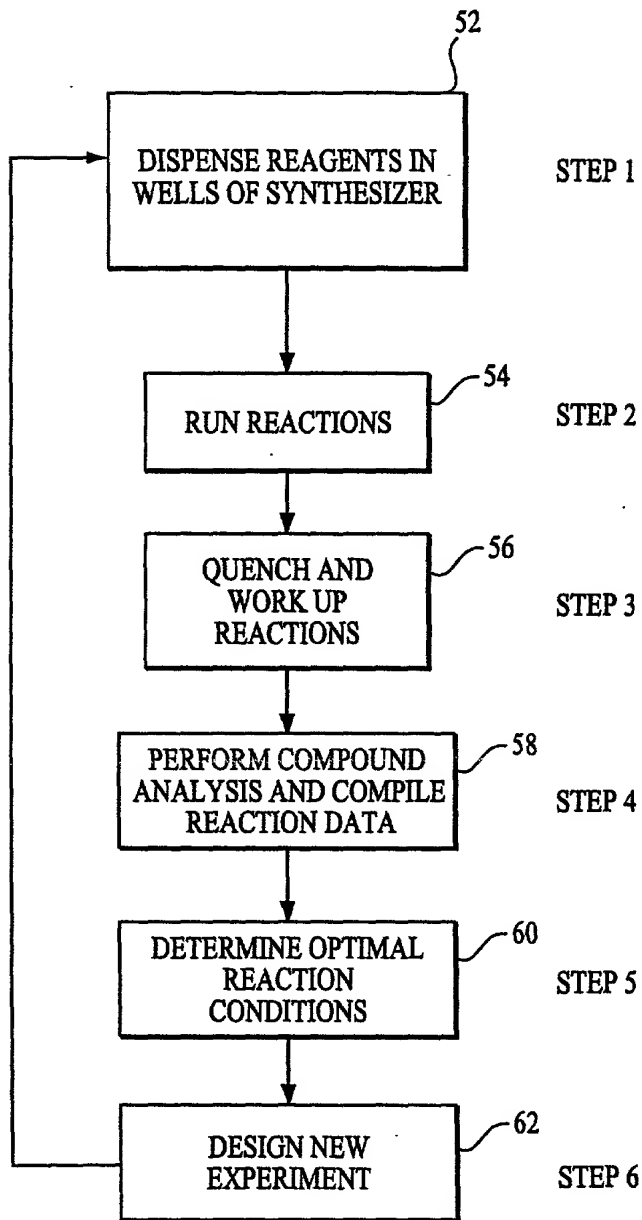 52
DISPENSE REAGENTS IN
WELLS OF SYNTHESIZER
STEP 1
54
RUN REACTIONS
STEP 2
56
QUENCH AND
WORK UP
REACTIONS
STEP 3
58
PERFORM COMPOUND
ANALYSIS AND COMPILE
REACTION DATA
STEP 4
60
DETERMINE OPTIMAL
REACTION
CONDITIONS
STEP 5
62
DESIGN NEW
EXPERIMENT
STEP 6